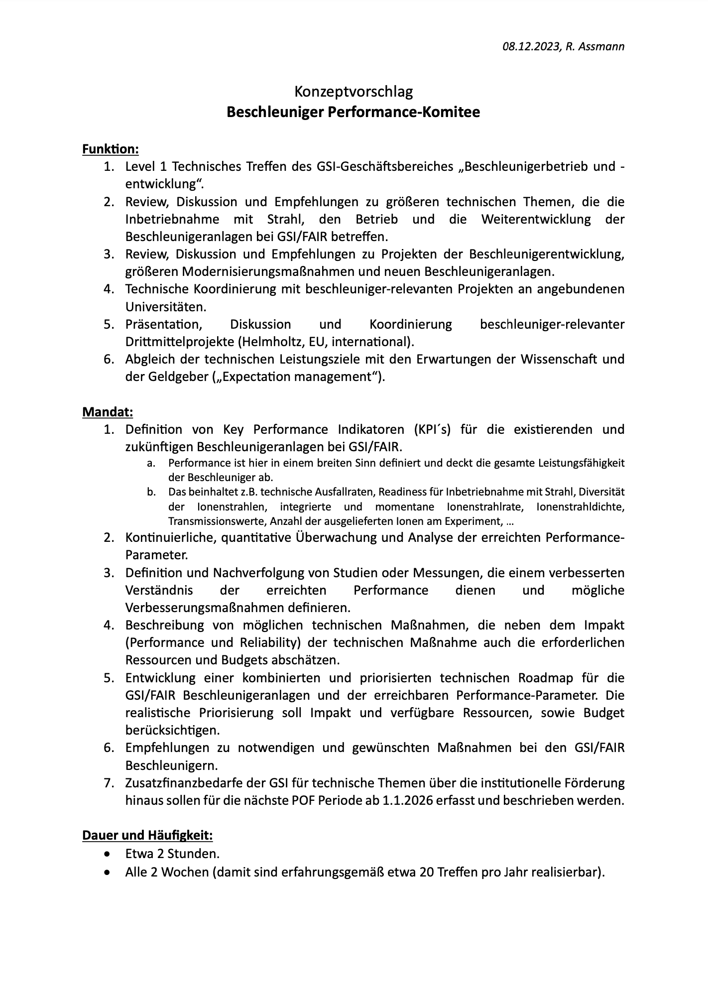 08.12.2023, R. Assmann
Konzeptvorschlag
Beschleuniger Performance-Komitee
Funktion:
1. Level 1 Technisches Treffen des GSI-Geschäftsbereiches „Beschleunigerbetrieb und -
entwicklung“.
2. Review, Diskussion und Empfehlungen zu größeren technischen Themen, die die
Inbetriebnahme mit Strahl, den Betrieb und die Weiterentwicklung der
Beschleunigeranlagen bei GSI/FAIR betreffen.
3. Review, Diskussion und Empfehlungen zu Projekten der Beschleunigerentwicklung,
größeren Modernisierungsmaßnahmen und neuen Beschleunigeranlagen.
4. Technische Koordinierung mit beschleuniger-relevanten Projekten an angebundenen
Universitäten.
5. Präsentation, Diskussion und Koordinierung beschleuniger-relevanter
Drittmittelprojekte (Helmholtz, EU, international).
6. Abgleich der technischen Leistungsziele mit den Erwartungen der Wissenschaft und
der Geldgeber („Expectation management“).
Mandat:
1. Definition von Key Performance Indikatoren (KPI´s) für die existierenden und
zukünftigen Beschleunigeranlagen bei GSI/FAIR.
a. Performance ist hier in einem breiten Sinn definiert und deckt die gesamte Leistungsfähigkeit
der Beschleuniger ab.
b. Das beinhaltet z.B. technische Ausfallraten, Readiness für Inbetriebnahme mit Strahl, Diversität
der Ionenstrahlen, integrierte und momentane Ionenstrahlrate, Ionenstrahldichte,
Transmissionswerte, Anzahl der ausgelieferten Ionen am Experiment, …
2. Kontinuierliche, quantitative Überwachung und Analyse der erreichten Performance-
Parameter.
3. Definition und Nachverfolgung von Studien oder Messungen, die einem verbesserten
Verständnis der erreichten Performance dienen und mögliche
Verbesserungsmaßnahmen definieren.
4. Beschreibung von möglichen technischen Maßnahmen, die neben dem Impakt
(Performance und Reliability) der technischen Maßnahme auch die erforderlichen
Ressourcen und Budgets abschätzen.
5. Entwicklung einer kombinierten und priorisierten technischen Roadmap für die
GSI/FAIR Beschleunigeranlagen und der erreichbaren Performance-Parameter. Die
realistische Priorisierung soll Impakt und verfügbare Ressourcen, sowie Budget
berücksichtigen.
6. Empfehlungen zu notwendigen und gewünschten Maßnahmen bei den GSI/FAIR
Beschleunigern.
7. Zusatzfinanzbedarfe der GSI für technische Themen über die institutionelle Förderung
hinaus sollen für die nächste POF Periode ab 1.1.2026 erfasst und beschrieben werden.
Dauer und Häufigkeit:
• Etwa 2 Stunden.
• Alle 2 Wochen (damit sind erfahrungsgemäß etwa 20 Treffen pro Jahr realisierbar).